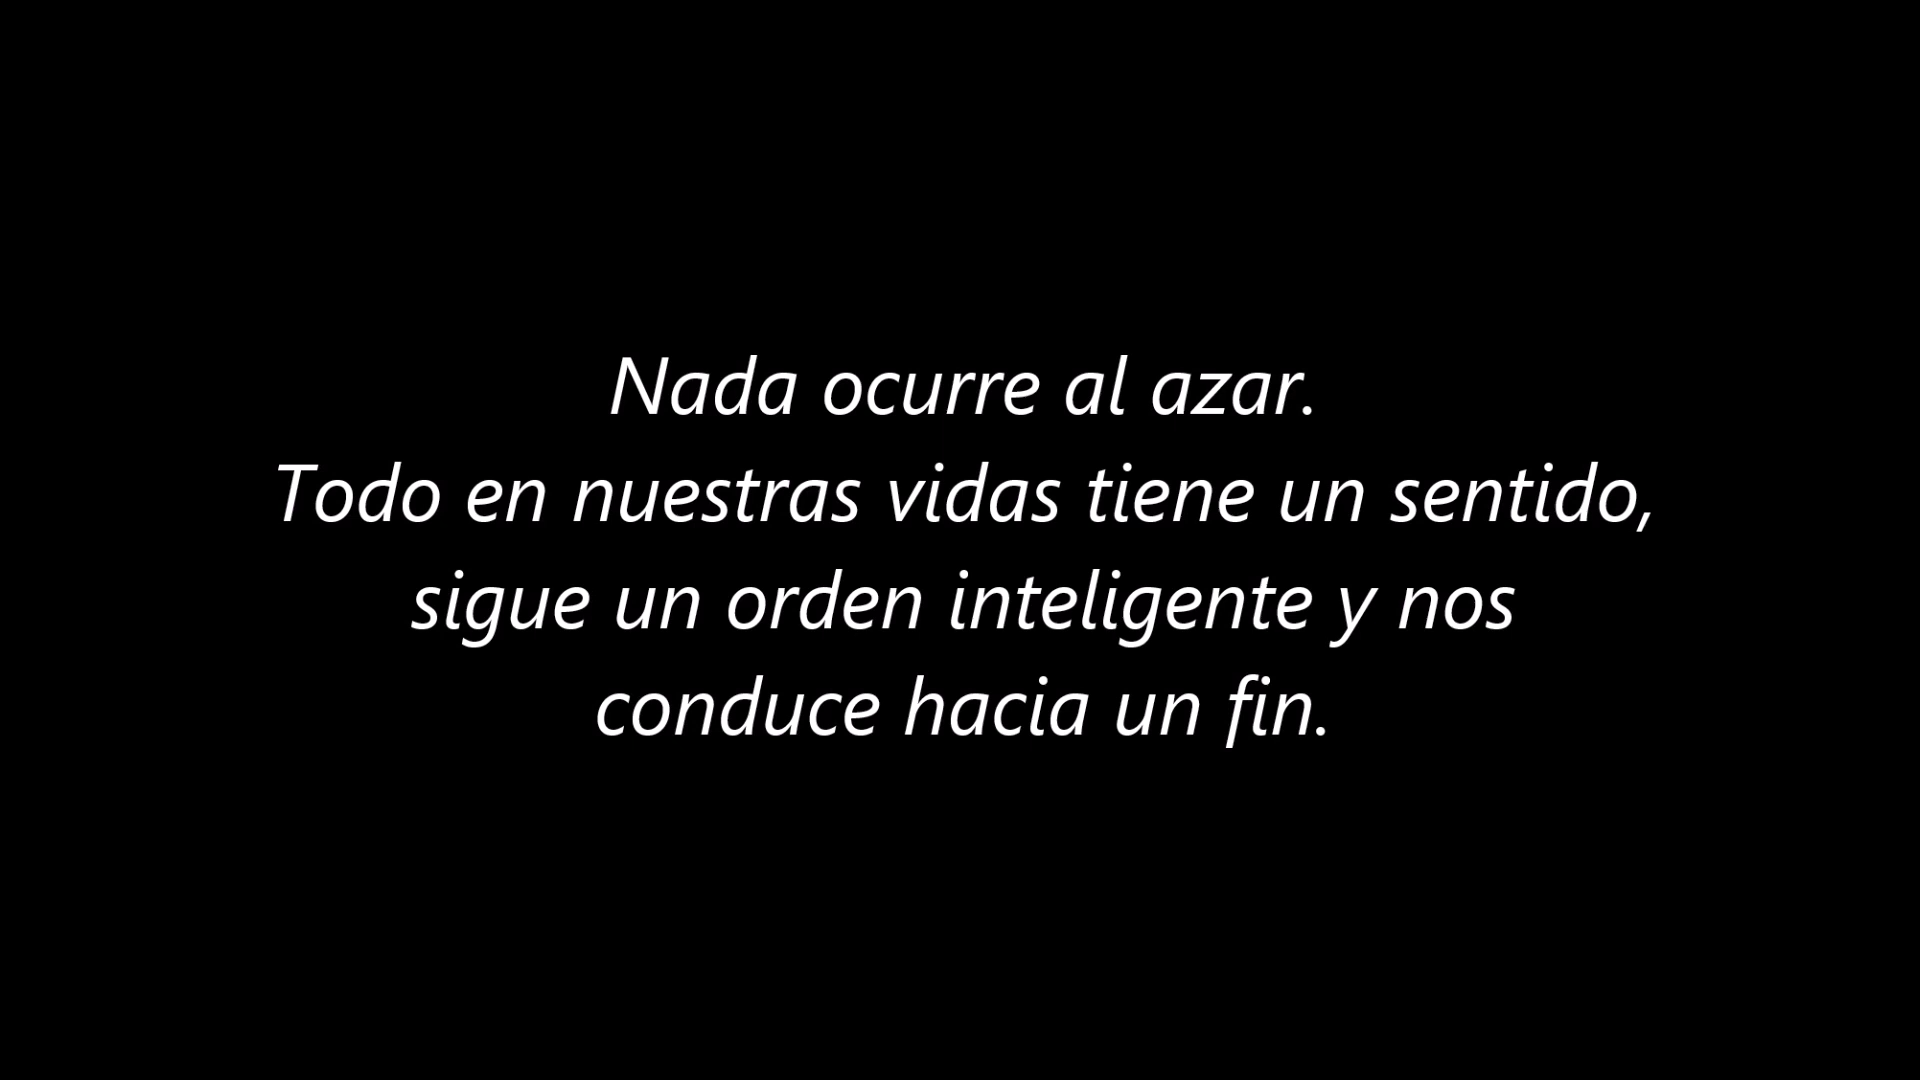 Nada ocurre al azar.
Todo en nuestras vidas tiene un sentido,
sigue un orden inteligente y nos
conduce hacia un fin.